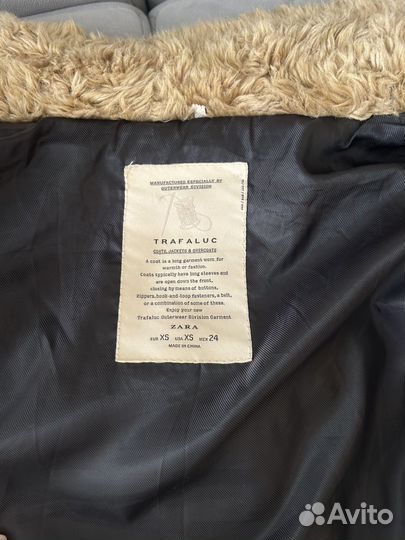 MANUFACTURED ESPECIALLY BY
OUTERWEAR DIVISION
TRAFALUC
COATS, JACKETS & OVERCOATS
A coat is a long garment worn for
warmth or fashion.
Coats typically have long sleeves and
are open down the front,
closing by means of buttons,
zippers, hook-and-loop fasteners, a belt,
or a combination of some of these.
Enjoy your new
Trafaluc Outerwear Division Garment
ZARA
EUR XS USA XS MEX 24
MADE IN CHINA
Avito